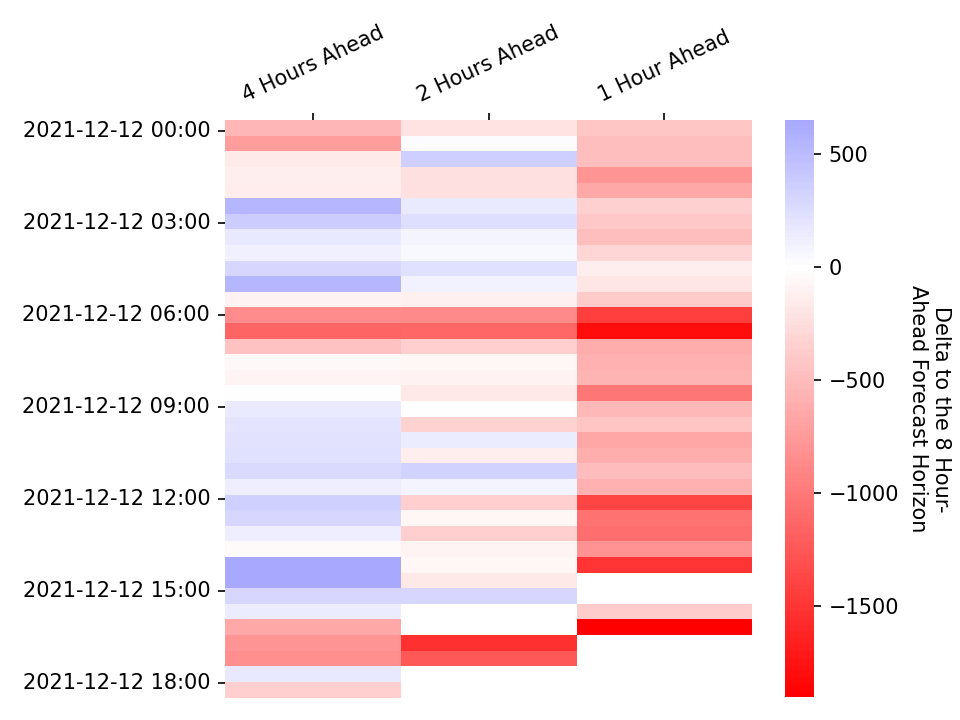 4 Hours Ahead
2 Hours Ahead
1 Hour Ahead
2021-12-12 00:00
2021-12-12 03:00
2021-12-12 06:00
2021-12-12 09:00
2021-12-12 12:00
2021-12-12 15:00
2021-12-12 18:00
500
0
−500
−1000
−1500
Delta to the 8 Hour-
Ahead Forecast Horizon